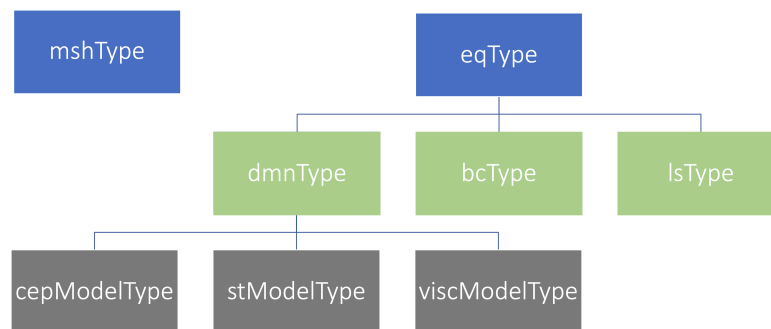 mshType
eqType
dmnType
bcType
lsType
cepModelType
stModelType
viscModelType